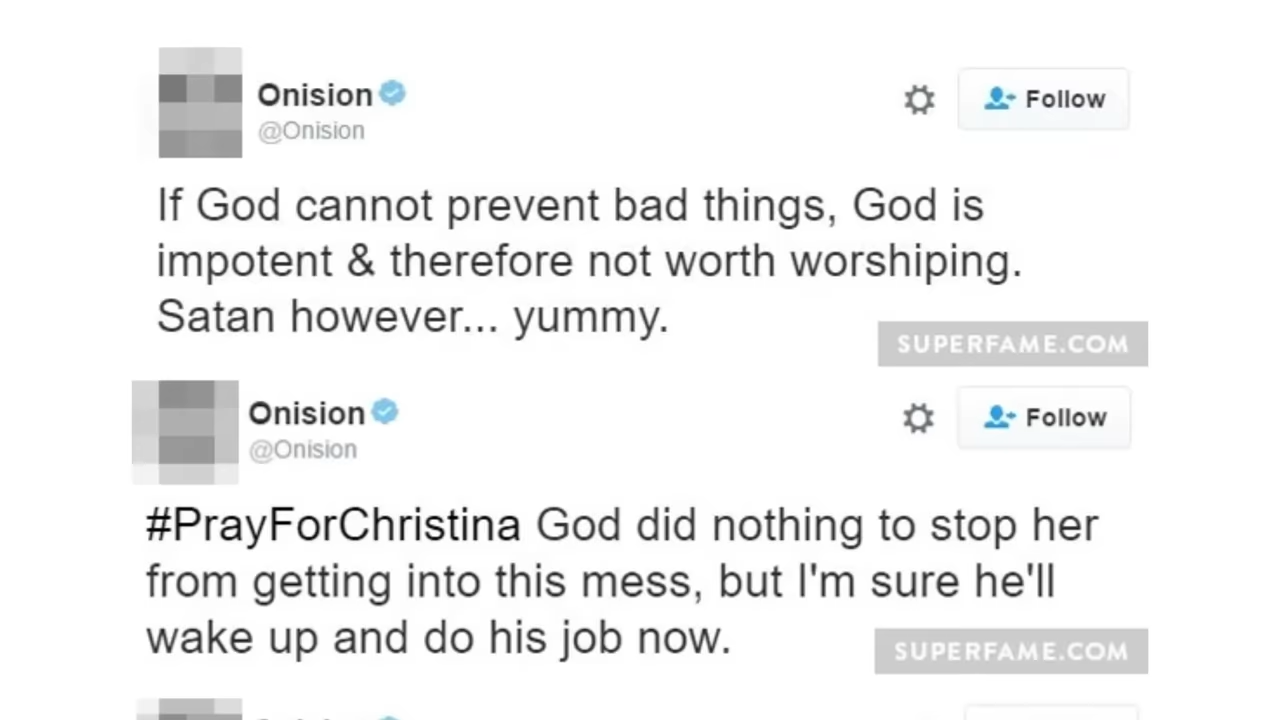 Onision
@Onision
Follow
If God cannot prevent bad things, God is
impotent & therefore not worth worshiping.
Satan however... yummy.
SUPERFAME.COM
Onision
@Onision
Follow
#PrayForChristina God did nothing to stop her
from getting into this mess, but I'm sure he'll
wake up and do his job now.
SUPERFAME.COM